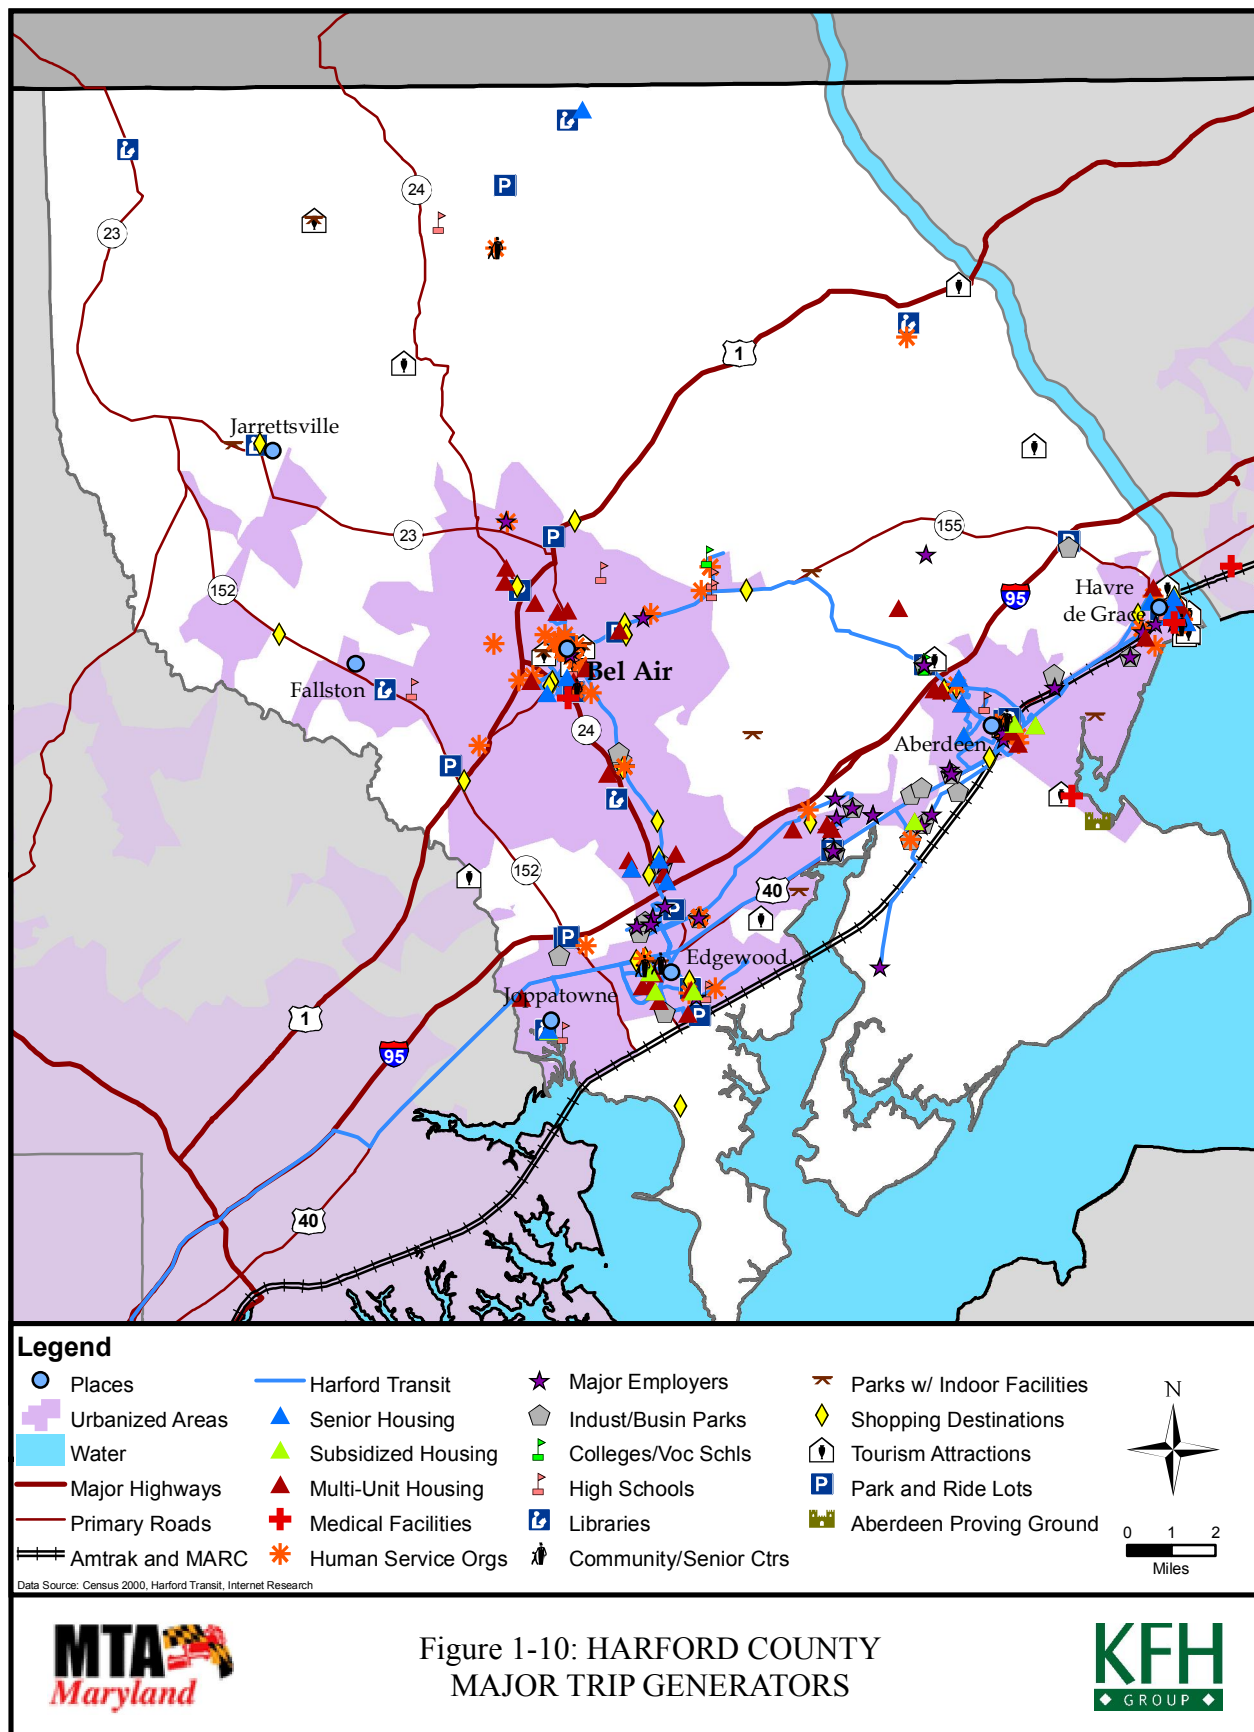 24
23
P
1
Jarrettsville
P
23
155
P
152
95
Havre
de Grace
P
Bel Air
Fallston
24
Aberdeen
P
152
40
P
P
Edgewood
Joppatowne
P
1
95
40
Legend
Places
Harford Transit
Major Employers
Parks w/ Indoor Facilities
Urbanized Areas
Senior Housing
Indust/Busin Parks
Shopping Destinations
Water
Subsidized Housing
Colleges/Voc Schls
Tourism Attractions
Major Highways
Multi-Unit Housing
High Schools
P Park and Ride Lots
Primary Roads
Medical Facilities
Libraries
Aberdeen Proving Ground
Amtrak and MARC
Human Service Orgs
Community/Senior Ctrs
N
0 1 2
Miles
Data Source: Census 2000, Harford Transit, Internet Research
MTA
Maryland
Figure 1-10: HARFORD COUNTY
MAJOR TRIP GENERATORS
KFH
GROUP